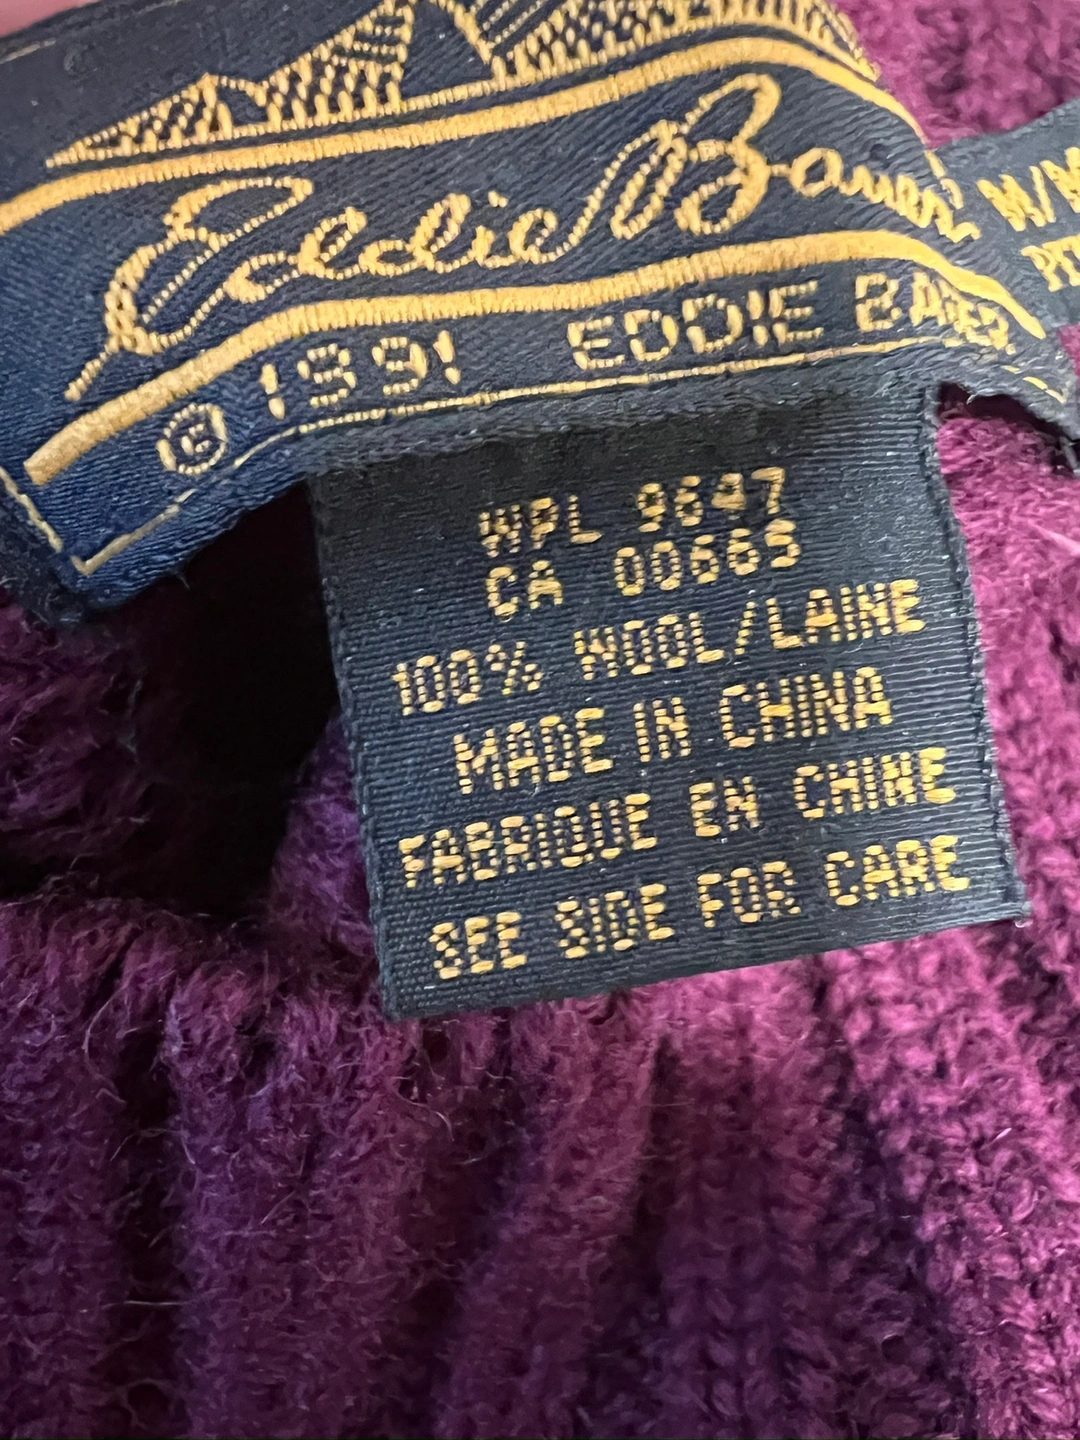 Eddie Bauer
© 1991 EDDIE BAUER
M/M
WPL 9647
CA 00665
100% WOOL/LAINE
MADE IN CHINA
FABRIQUE EN CHINE
SEE SIDE FOR CARE